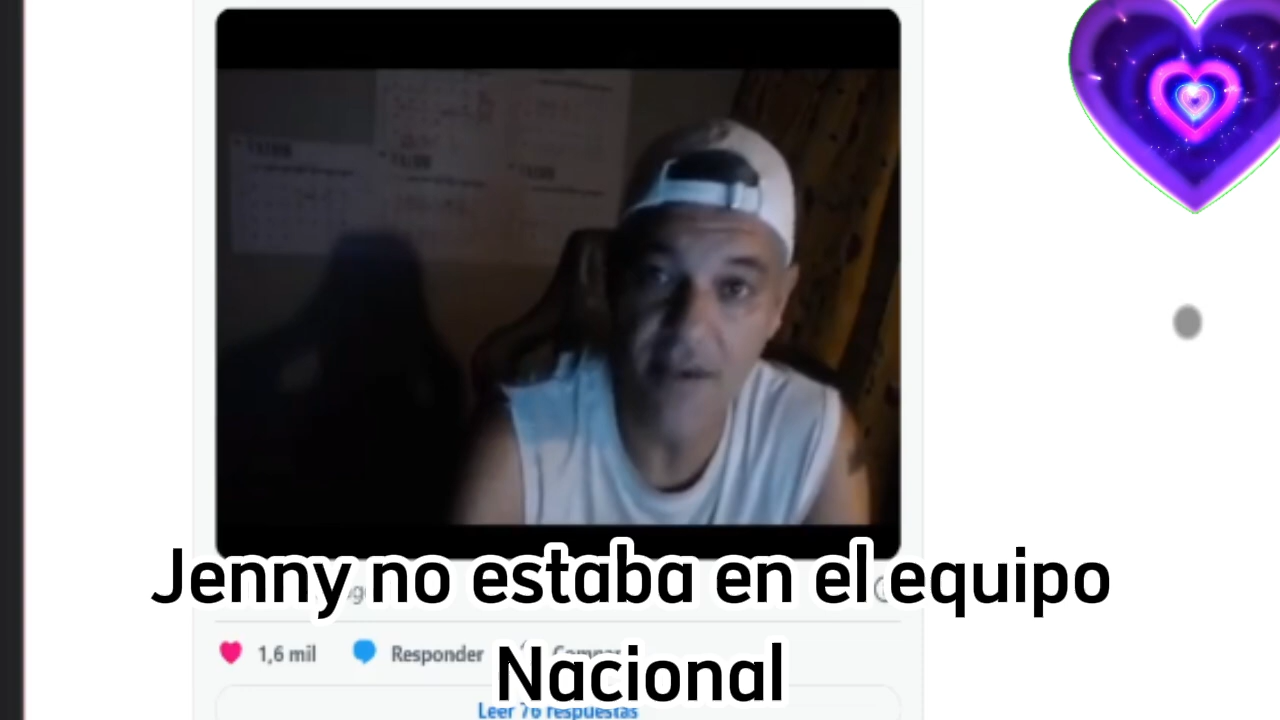 Jenny no estaba en el equipo
Nacional
1,6 mil
Responder
Leer 76 respuestas